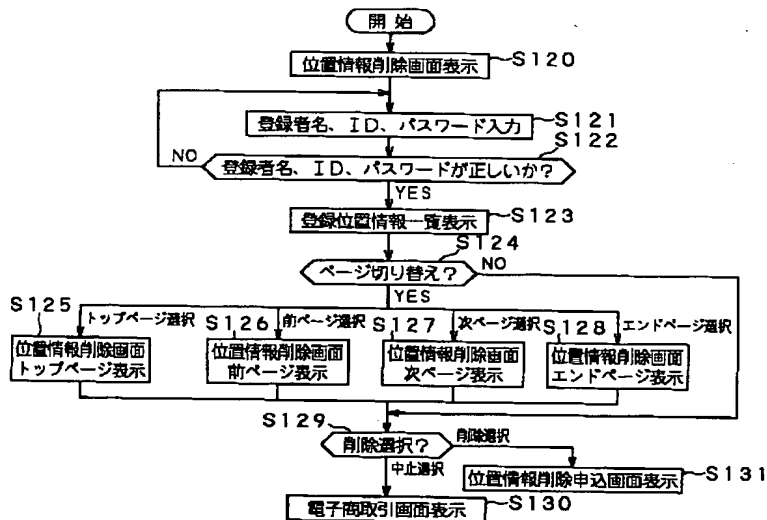 開始
位置情報削除画面表示
S120
登録者名、ID、パスワード入力
S121
登録者名、ID、パスワードが正しいか?
S122
NO
YES
登録位置情報一覧表示
S123
ページ切り替え?
S124
NO
YES
S125
トップページ選択
S126
前ページ選択
S127
次ページ選択
S128
エンドページ選択
位置情報削除画面
トップページ表示
位置情報削除画面
前ページ表示
位置情報削除画面
次ページ表示
位置情報削除画面
エンドページ表示
S129
削除選択?
削除選択
中止選択
位置情報削除申込画面表示
S131
電子商取引画面表示
S130